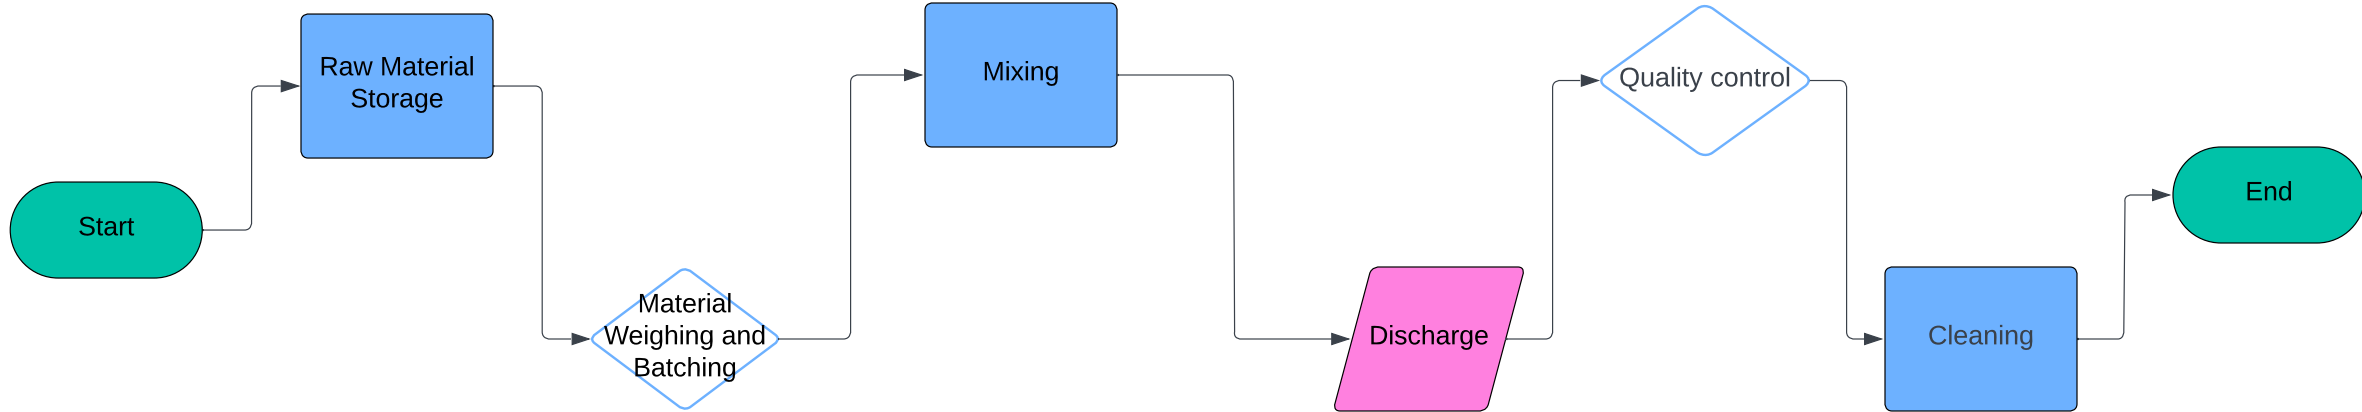 Start
Raw Material
Storage
Material
Weighing and
Batching
Mixing
Discharge
Quality control
Cleaning
End